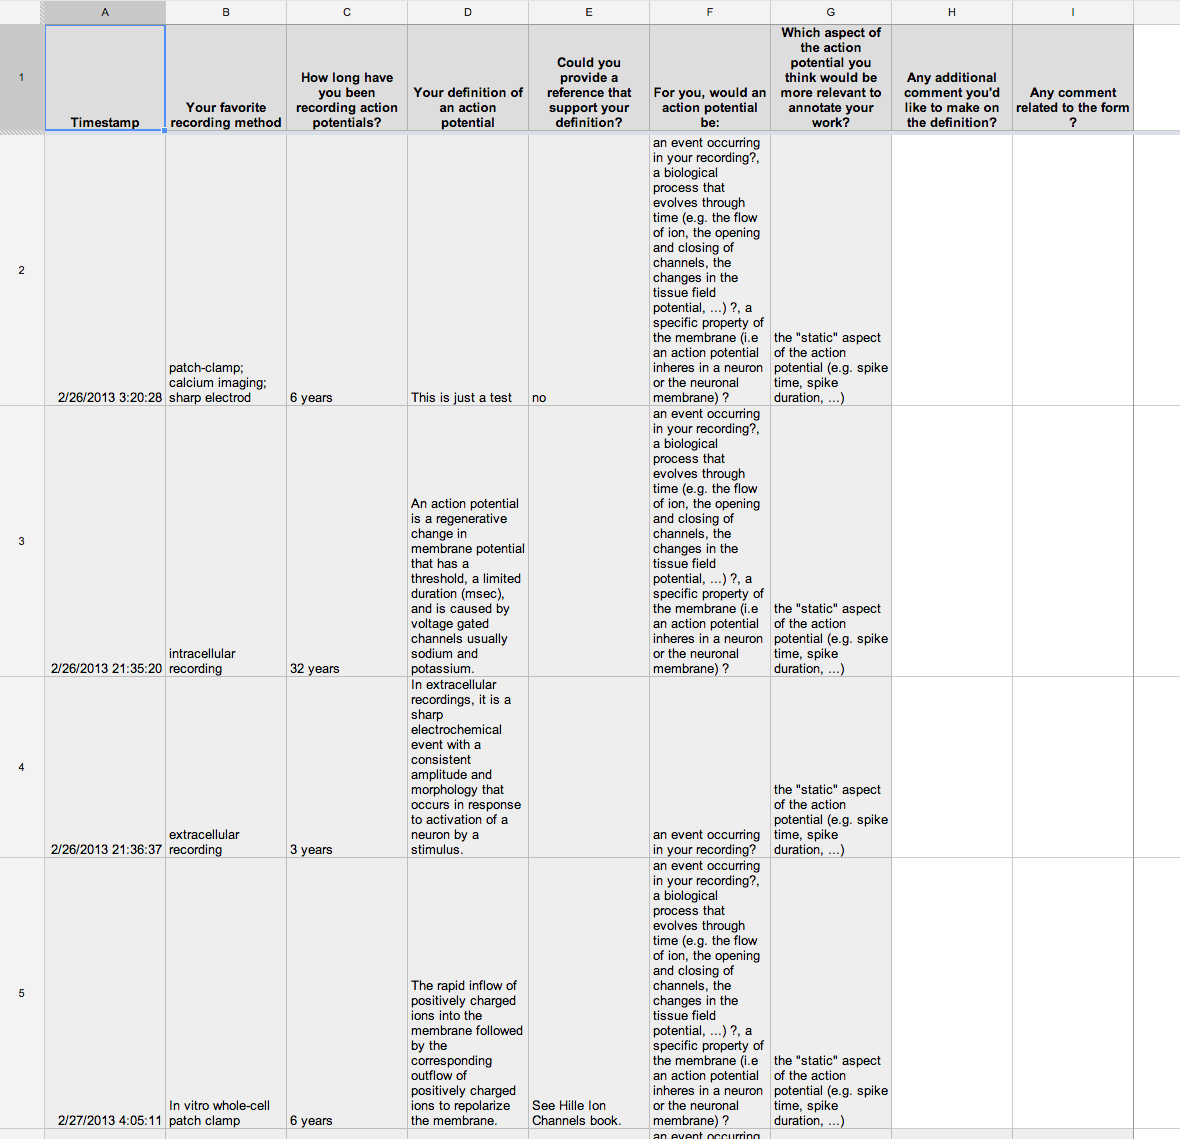 A B C D E F G H I
1
Timestamp
Your favorite
recording method
How long have
you been
recording action
potentials?
Your definition of
an action
potential
Could you
provide a
reference that
support your
definition?
For you, would an
action potential
be:
Which aspect of
the action
potential you
think would be
more relevant to
annotate your
work?
Any additional
comment you'd
like to make on
the definition?
Any comment
related to the form
?
2
2/26/2013 3:20:28
patch-clamp;
calcium imaging;
sharp electrod
6 years
This is just a test
no
an event occurring
in your recording?,
a biological
process that
evolves through
time (e.g. the flow
of ion, the opening
and closing of
channels, the
changes in the
tissue field
potential, ...) ?, a
specific property of
the membrane (i.e
an action potential
inheres in a neuron
or the neuronal
membrane) ?
the "static" aspect
of the action
potential (e.g. spike
time, spike
duration, ...)
3
2/26/2013 21:35:20
intracellular
recording
32 years
An action potential
is a regenerative
change in
membrane potential
that has a
threshold, a limited
duration (msec),
and is caused by
voltage gated
channels usually
sodium and
potassium.
an event occurring
in your recording?,
a biological
process that
evolves through
time (e.g. the flow
of ion, the opening
and closing of
channels, the
changes in the
tissue field
potential, ...) ?, a
specific property of
the membrane (i.e
an action potential
inheres in a neuron
or the neuronal
membrane) ?
the "static" aspect
of the action
potential (e.g. spike
time, spike
duration, ...)
4
2/26/2013 21:36:37
extracellular
recording
3 years
In extracellular
recordings, it is a
sharp
electrochemical
event with a
consistent
amplitude and
morphology that
occurs in response
to activation of a
neuron by a
stimulus.
an event occurring
in your recording?
the "static" aspect
of the action
potential (e.g. spike
time, spike
duration, ...)
5
2/27/2013 4:05:11
In vitro whole-cell
patch clamp
6 years
The rapid inflow of
positively charged
ions into the
membrane followed
by the
corresponding
outflow of
positively charged
ions to repolarize
the membrane.
See Hille Ion
Channels book.
an event occurring
in your recording?,
a biological
process that
evolves through
time (e.g. the flow
of ion, the opening
and closing of
channels, the
changes in the
tissue field
potential, ...) ?, a
specific property of
the membrane (i.e
an action potential
inheres in a neuron
or the neuronal
membrane) ?
the "static" aspect
of the action
potential (e.g. spike
time, spike
duration, ...)
an event occurring